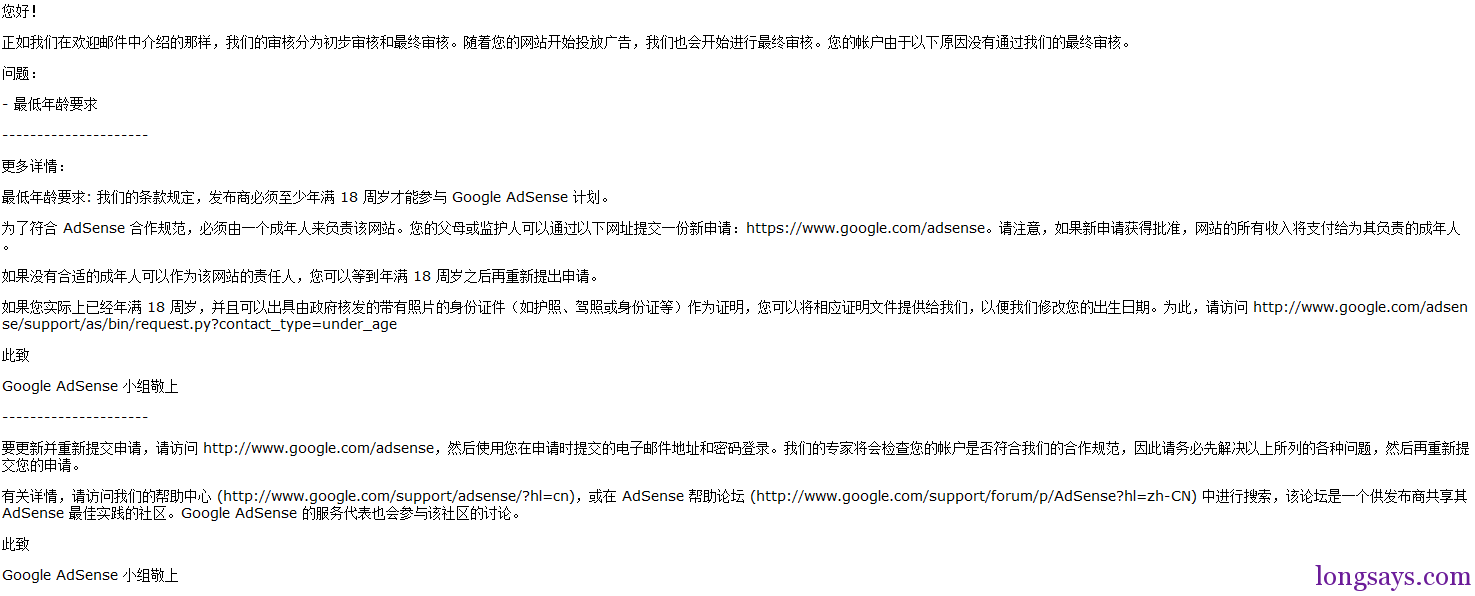 您好!
正如我们在欢迎邮件中介绍的那样，我们的审核分为初步审核和最终审核。随着您的网站开始投放广告，我们也会开始进行最终审核。您的帐户由于以下原因没有通过我们的最终审核。
问题：
- 最低年龄要求
---------------------
更多详情：
最低年龄要求: 我们的条款规定，发布商必须至少年满 18 周岁才能参与 Google AdSense 计划。
为了符合 AdSense 合作规范，必须由一个成年人来负责该网站。您的父母或监护人可以通过以下网址提交一份新申请：https://www.google.com/adsense。请注意，如果新申请获得批准，网站的所有收入将支付给为其负责的成年人
。
如果没有合适的成年人可以作为该网站的责任人，您可以等到年满 18 周岁之后再重新提出申请。
如果您实际上已经年满 18 周岁，并且可以出具由政府核发的带有照片的身份证件（如护照、驾照或身份证等）作为证明，您可以将相应证明文件提供给我们，以便我们修改您的出生日期。为此，请访问 http://www.google.com/adsen
se/support/as/bin/request.py?contact_type=under_age
此致
Google AdSense 小组敬上
---------------------
要更新并重新提交申请，请访问 http://www.google.com/adsense，然后使用您在申请时提交的电子邮件地址和密码登录。我们的专家将会检查您的帐户是否符合我们的合作规范，因此请务必先解决以上所列的各种问题，然后再重新提
交您的申请。
有关详情，请访问我们的帮助中心 (http://www.google.com/support/adsense/?hl=cn)，或在 AdSense 帮助论坛 (http://www.google.com/support/forum/p/AdSense?hl=zh-CN) 中进行搜索，该论坛是一个供发布商共享其
AdSense 最佳实践的社区。Google AdSense 的服务代表也会参与该社区的讨论。
此致
Google AdSense 小组敬上
longsays.com